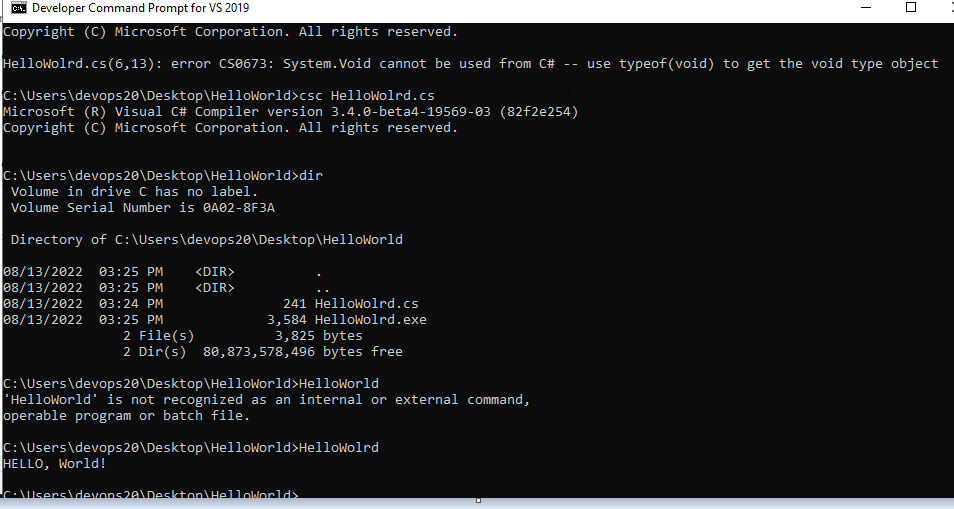 Developer Command Prompt for VS 2019
Copyright (C) Microsoft Corporation. All rights reserved.
HelloWolrd.cs(6,13): error CS0673: System.Void cannot be used from C# -- use typeof(void) to get the void type object
C:\Users\devops20\Desktop\HelloWorld>csc HelloWolrd.cs
Microsoft (R) Visual C# Compiler version 3.4.0-beta4-19569-03 (82f2e254)
Copyright (C) Microsoft Corporation. All rights reserved.
C:\Users\devops20\Desktop\HelloWorld>dir
Volume in drive C has no label.
Volume Serial Number is 0A02-8F3A
Directory of C:\Users\devops20\Desktop\HelloWorld
08/13/2022  03:25 PM    <DIR>          .
08/13/2022  03:25 PM    <DIR>          ..
08/13/2022  03:24 PM               241 HelloWolrd.cs
08/13/2022  03:25 PM             3,584 HelloWolrd.exe
2 File(s)          3,825 bytes
2 Dir(s)  80,873,578,496 bytes free
C:\Users\devops20\Desktop\HelloWorld>HelloWorld
'HelloWorld' is not recognized as an internal or external command,
operable program or batch file.
C:\Users\devops20\Desktop\HelloWorld>HelloWolrd
HELLO, World!
C:\Users\devops20\Desktop\HelloWorld>